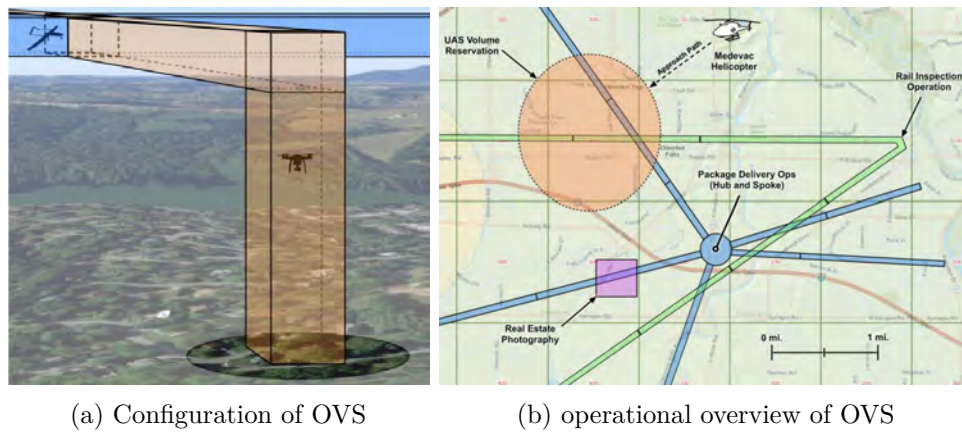 UAS Volume
Reservation
Approach Path
Medevac
Helicopter
Rail Inspection
Operation
Package Delivery Ops
(Hub and Spoke)
Real Estate
Photography
0 mi.
1 mi.
(a) Configuration of OVS
(b) operational overview of OVS